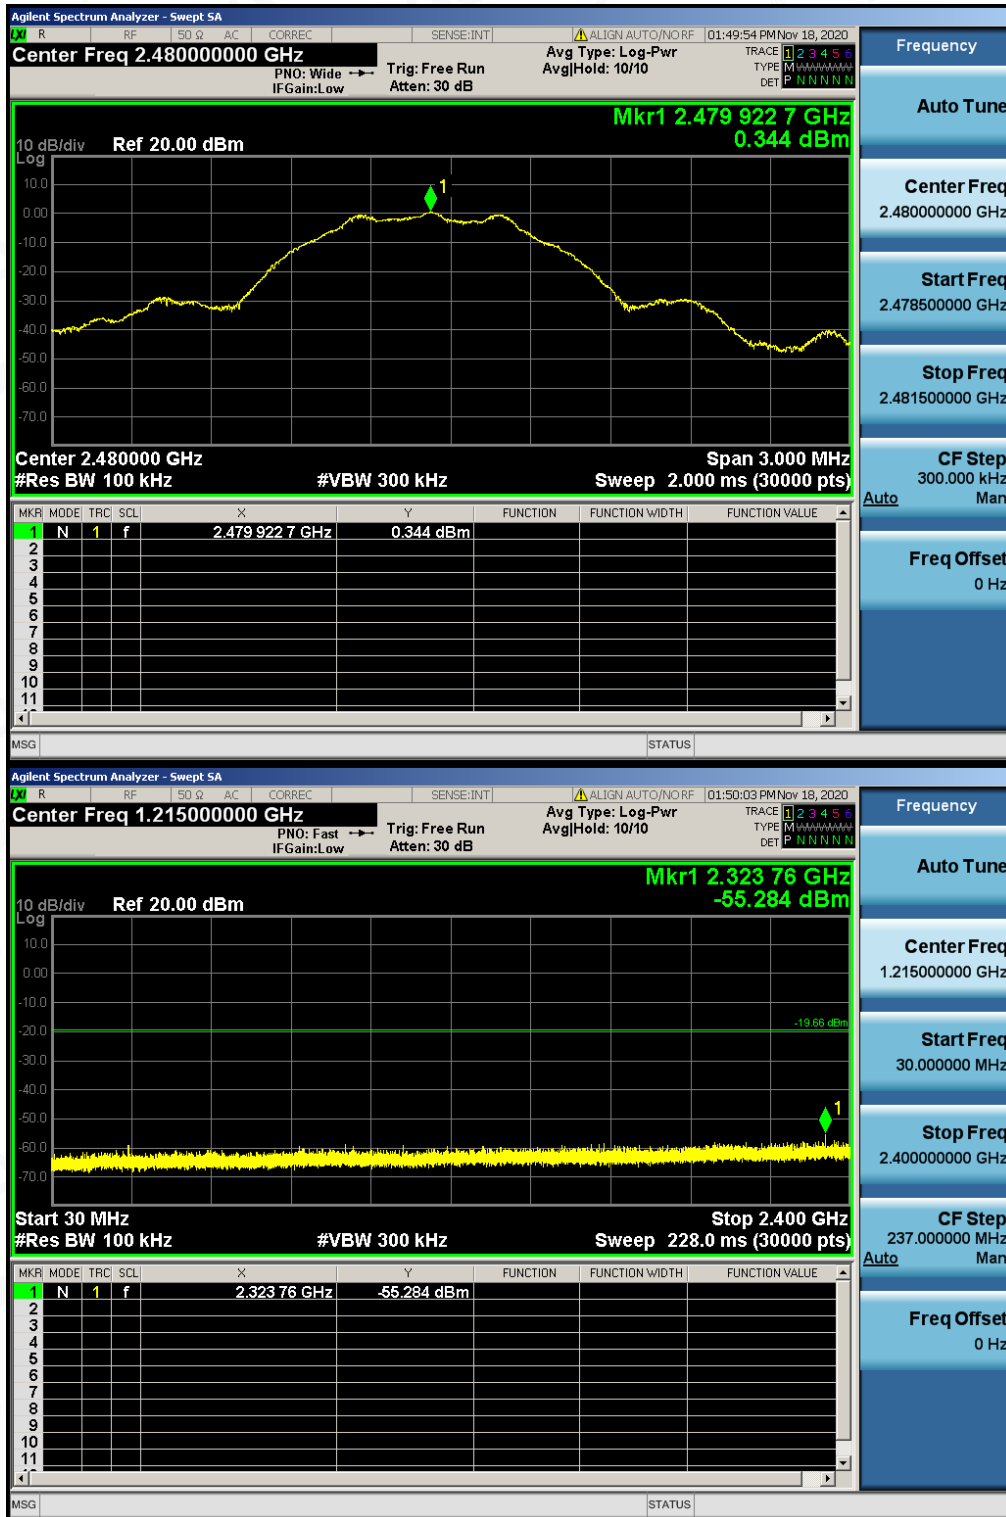 Agilent Spectrum Analyzer - Swept SA
LXI R RF 50 Ω AC CORREC SENSE:INT ALIGN AUTO/NO RF 01:49:54 PM Nov 18, 2020
Center Freq 2.480000000 GHz
PNO: Wide
IFGain:Low
Trig: Free Run
Atten: 30 dB
Avg Type: Log-Pwr
Avg|Hold: 10/10
TRACE 1 2 3 4 5 6
TYPE M WWWWW
DET P N N N N N
Mkr1 2.479 922 7 GHz
0.344 dBm
10 dB/div Ref 20.00 dBm
Log
10.0
0.00
-10.0
-20.0
-30.0
-40.0
-50.0
-60.0
-70.0
1
Center 2.480000 GHz Span 3.000 MHz
#Res BW 100 kHz #VBW 300 kHz Sweep 2.000 ms (30000 pts)
MKR MODE TRC SCL X Y FUNCTION FUNCTION WIDTH FUNCTION VALUE
1 N 1 f 2.479 922 7 GHz 0.344 dBm
2
3
4
5
6
7
8
9
10
11
MSG STATUS
Frequency
Auto Tune
Center Freq
2.480000000 GHz
Start Freq
2.478500000 GHz
Stop Freq
2.481500000 GHz
CF Step
300.000 kHz
Auto Man
Freq Offset
0 Hz
Agilent Spectrum Analyzer - Swept SA
LXI R RF 50 Ω AC CORREC SENSE:INT ALIGN AUTO/NO RF 01:50:03 PM Nov 18, 2020
Center Freq 1.215000000 GHz
PNO: Fast
IFGain:Low
Trig: Free Run
Atten: 30 dB
Avg Type: Log-Pwr
Avg|Hold: 10/10
TRACE 1 2 3 4 5 6
TYPE M WWWWW
DET P N N N N N
Mkr1 2.323 76 GHz
-55.284 dBm
10 dB/div Ref 20.00 dBm
Log
10.0
0.00
-10.0
-20.0
-30.0
-40.0
-50.0
-60.0
-70.0
-19.66 dBm
1
Start 30 MHz Stop 2.400 GHz
#Res BW 100 kHz #VBW 300 kHz Sweep 228.0 ms (30000 pts)
MKR MODE TRC SCL X Y FUNCTION FUNCTION WIDTH FUNCTION VALUE
1 N 1 f 2.323 76 GHz -55.284 dBm
2
3
4
5
6
7
8
9
10
11
MSG STATUS
Frequency
Auto Tune
Center Freq
1.215000000 GHz
Start Freq
30.000000 MHz
Stop Freq
2.400000000 GHz
CF Step
237.000000 MHz
Auto Man
Freq Offset
0 Hz